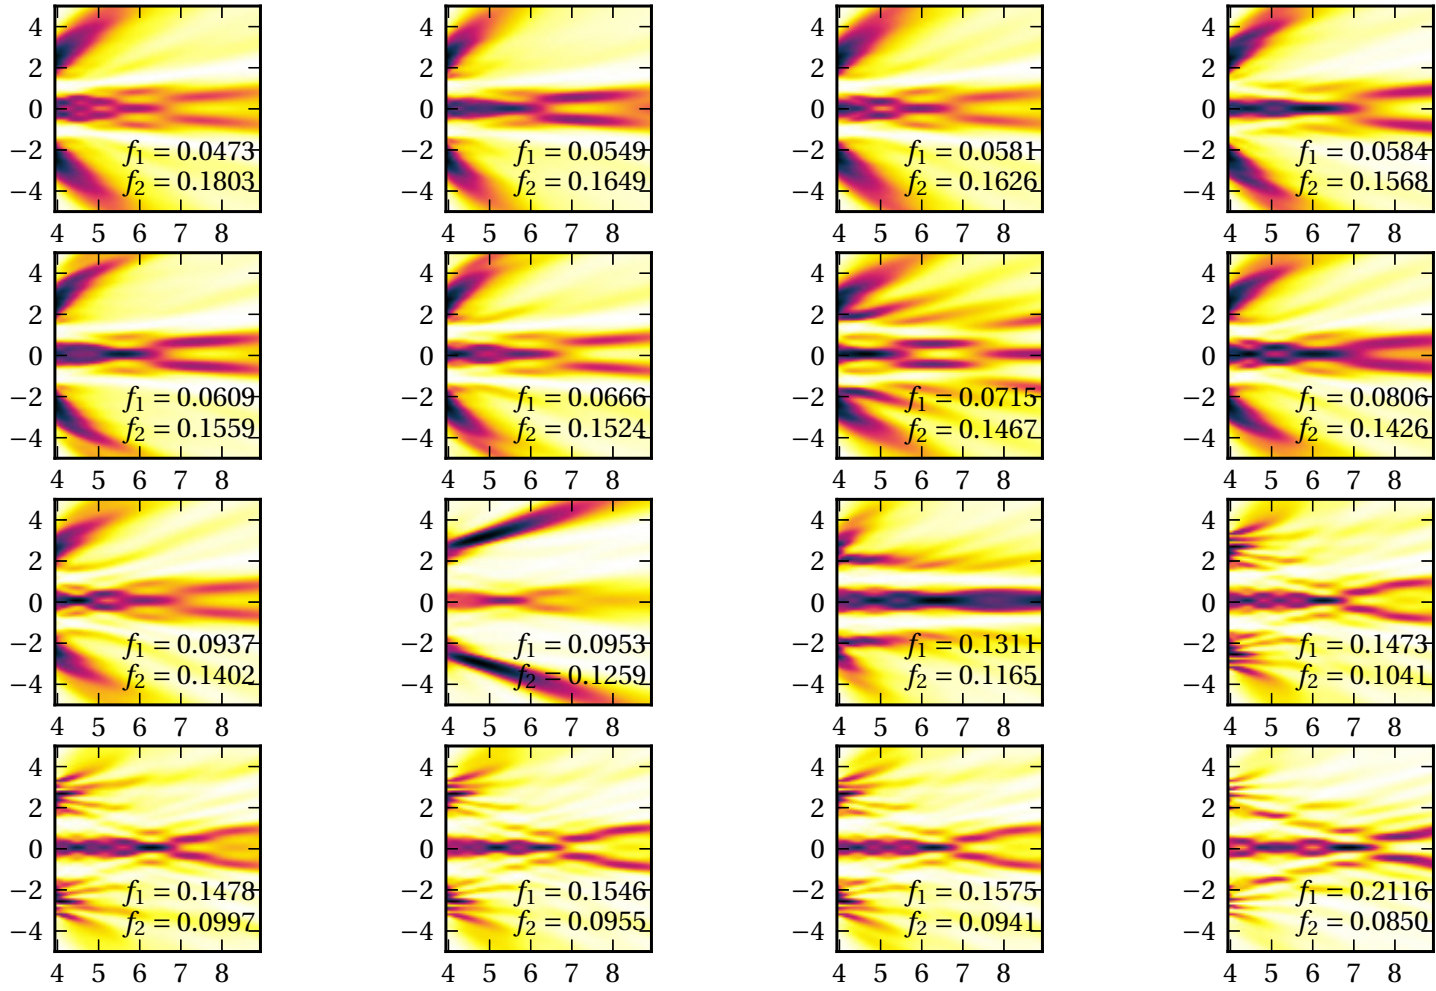 4
2
0
−2
−4
f1 = 0.0473
f2 = 0.1803
4 5 6 7 8
4
2
0
−2
−4
f1 = 0.0549
f2 = 0.1649
4 5 6 7 8
4
2
0
−2
−4
f1 = 0.0581
f2 = 0.1626
4 5 6 7 8
4
2
0
−2
−4
f1 = 0.0584
f2 = 0.1568
4 5 6 7 8
4
2
0
−2
−4
f1 = 0.0609
f2 = 0.1559
4 5 6 7 8
4
2
0
−2
−4
f1 = 0.0666
f2 = 0.1524
4 5 6 7 8
4
2
0
−2
−4
f1 = 0.0715
f2 = 0.1467
4 5 6 7 8
4
2
0
−2
−4
f1 = 0.0806
f2 = 0.1426
4 5 6 7 8
4
2
0
−2
−4
f1 = 0.0937
f2 = 0.1402
4 5 6 7 8
4
2
0
−2
−4
f1 = 0.0953
f2 = 0.1259
4 5 6 7 8
4
2
0
−2
−4
f1 = 0.1311
f2 = 0.1165
4 5 6 7 8
4
2
0
−2
−4
f1 = 0.1473
f2 = 0.1041
4 5 6 7 8
4
2
0
−2
−4
f1 = 0.1478
f2 = 0.0997
4 5 6 7 8
4
2
0
−2
−4
f1 = 0.1546
f2 = 0.0955
4 5 6 7 8
4
2
0
−2
−4
f1 = 0.1575
f2 = 0.0941
4 5 6 7 8
4
2
0
−2
−4
f1 = 0.2116
f2 = 0.0850
4 5 6 7 8